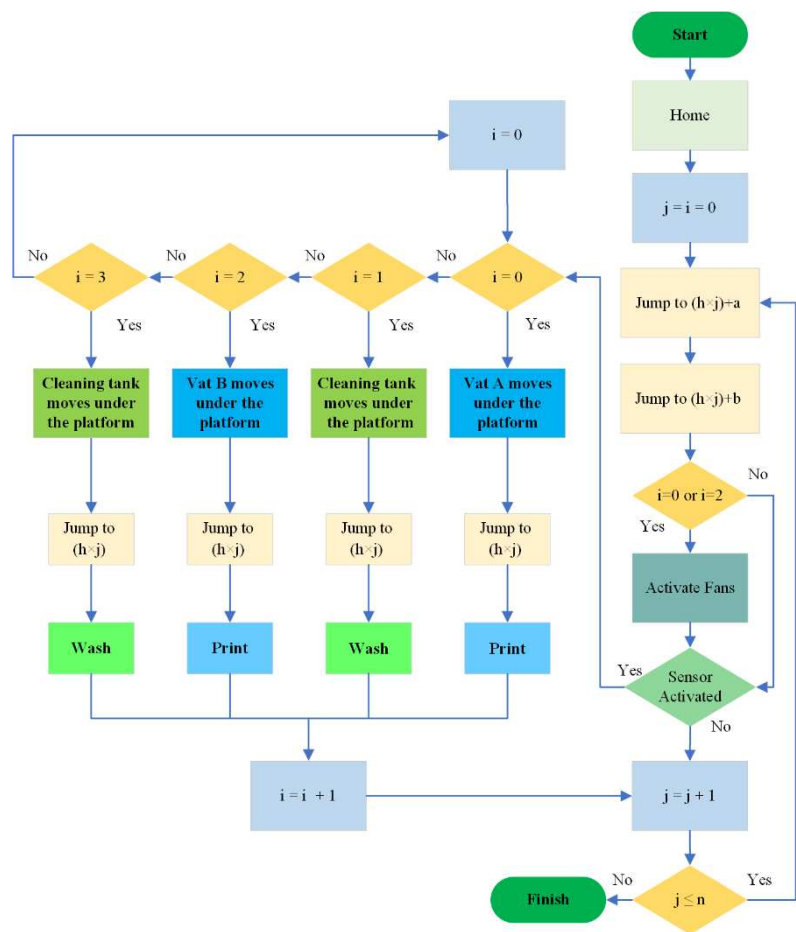 Start
Home
i = 0
j = i = 0
No
No
No
No
i = 3
i = 2
i = 1
i = 0
Jump to (h×j)+a
Yes
Yes
Yes
Yes
Cleaning tank
moves under
the platform
Vat B moves
under the
platform
Cleaning tank
moves under
the platform
Vat A moves
under the
platform
Jump to (h×j)+b
No
i=0 or i=2
Yes
Jump to
(h×j)
Jump to
(h×j)
Jump to
(h×j)
Jump to
(h×j)
Activate Fans
Wash
Print
Wash
Print
Yes
Sensor
Activated
No
i = i + 1
j = j + 1
Finish
No
j ≤ n
Yes